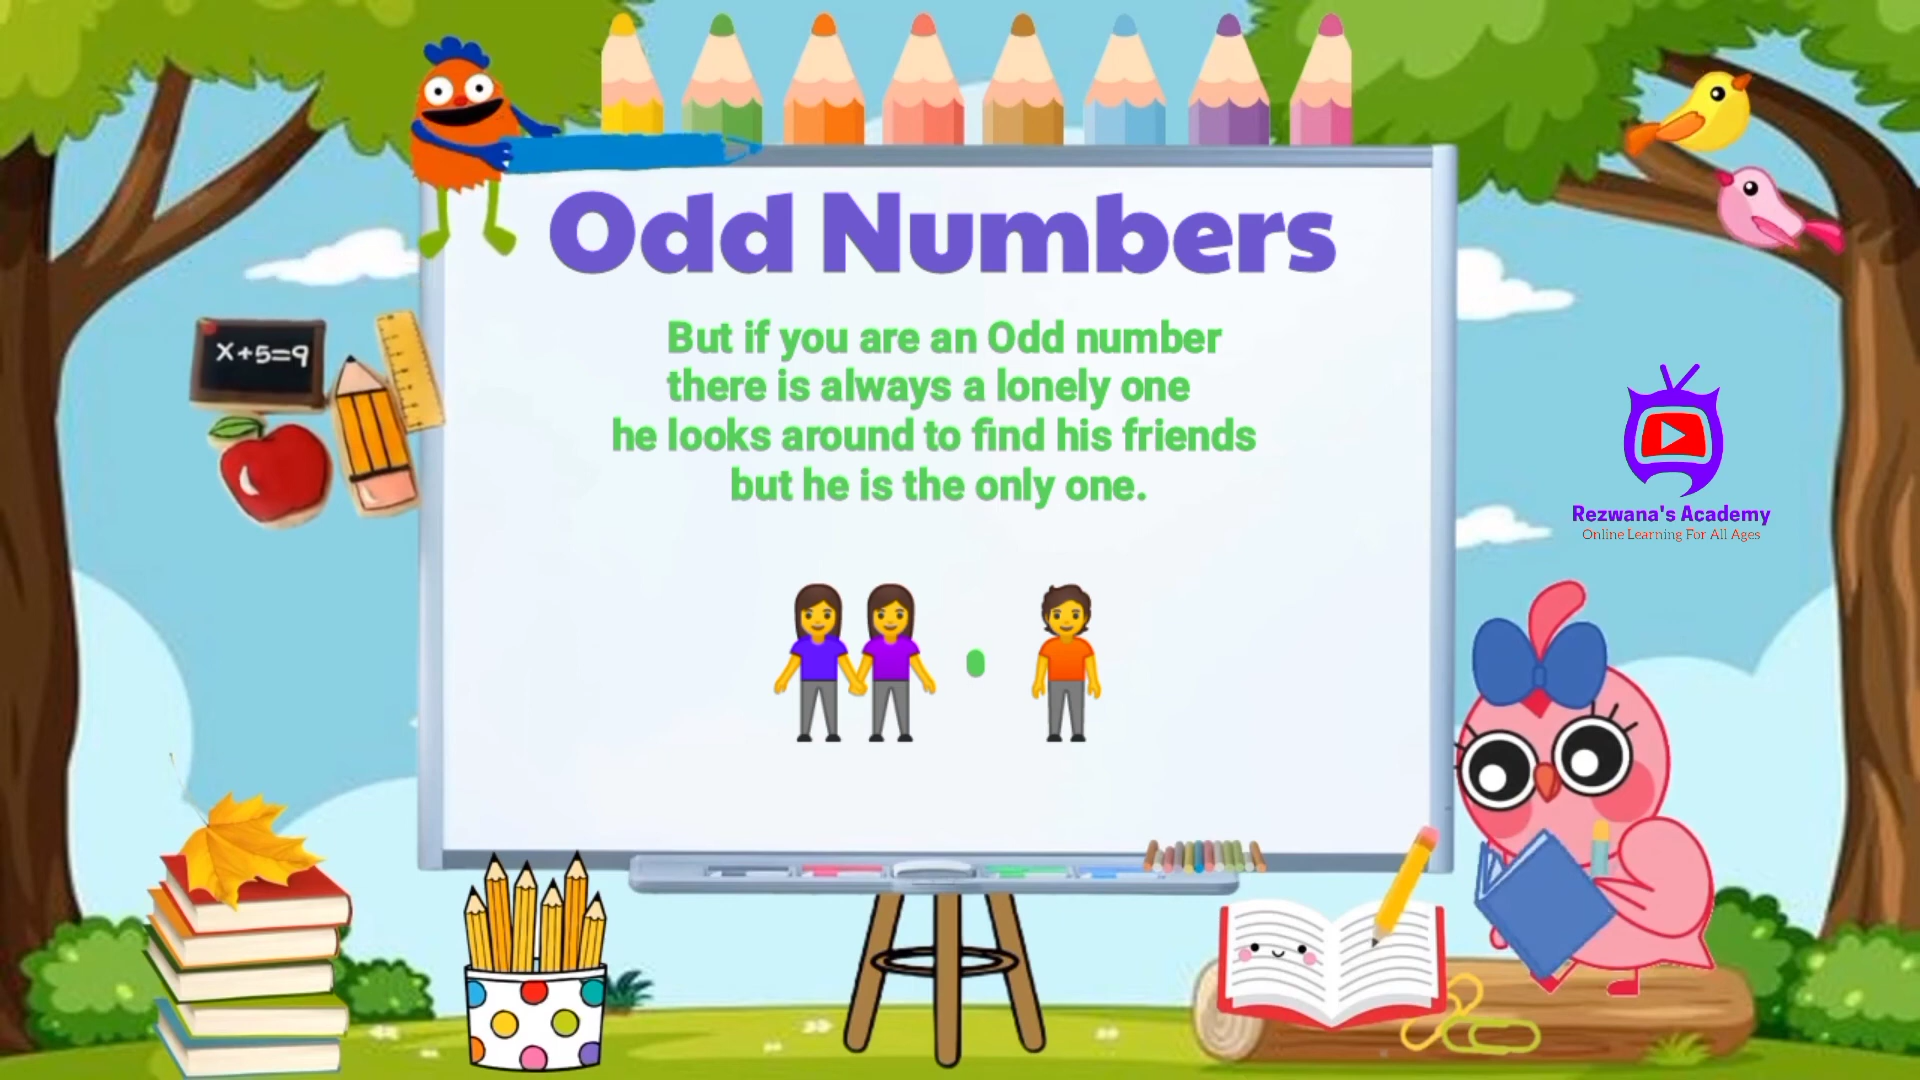 Odd Numbers
But if you are an Odd number
there is always a lonely one
he looks around to find his friends
but he is the only one.
x+5=9
Rezwana's Academy
Online Learning For All Ages